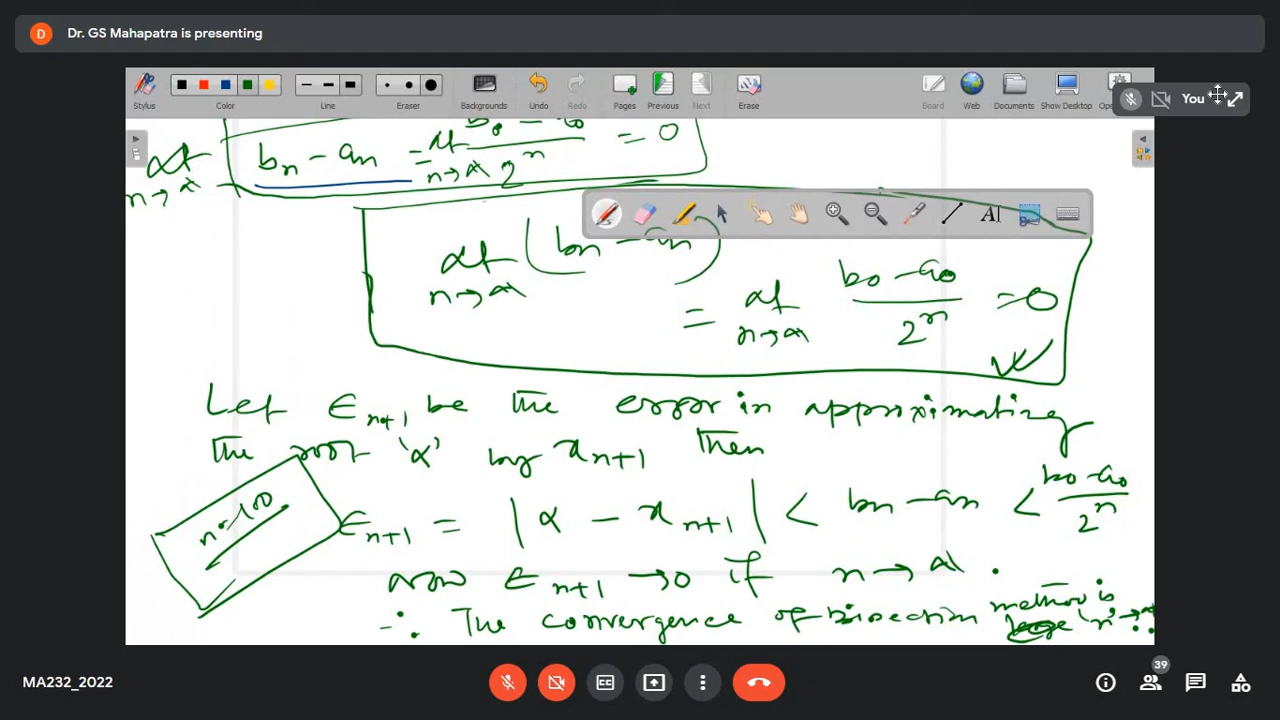 Dr. GS Mahapatra is presenting
D
Stylus Color Line Eraser Backgrounds Undo Redo Pages Previous Next Erase Board Web Documents Show Desktop
You
bn - an = Lt n→∞ b0 - a0 / 2^n = 0
Lt n→∞
Lt n→∞ (bn - an)
= Lt n→∞ b0 - a0 / 2^n = 0
Let ϵn+1 be the error in approximating
the root 'α' by xn+1 then
n=100
ϵn+1 = |α - xn+1| < bn - an < b0 - a0 / 2^n
now ϵn+1 → 0 if n→∞.
∴ The convergence of bisection method is
'n'→
39
MA232_2022